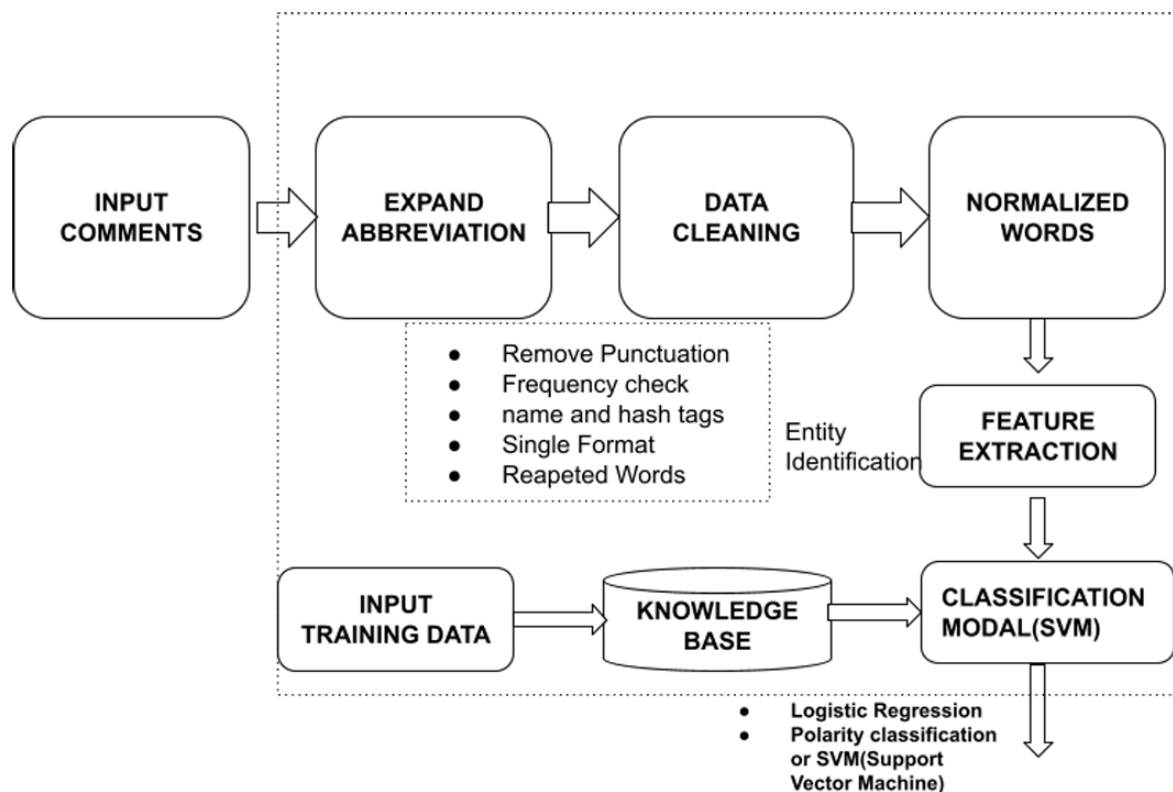 INPUT
COMMENTS
EXPAND
ABBREVIATION
DATA
CLEANING
NORMALIZED
WORDS
● Remove Punctuation
● Frequency check
● name and hash tags
● Single Format
● Reapeted Words
Entity
Identification
FEATURE
EXTRACTION
INPUT
TRAINING DATA
KNOWLEDGE
BASE
CLASSIFICATION
MODAL(SVM)
● Logistic Regression
● Polarity classification
or SVM(Support
Vector Machine)